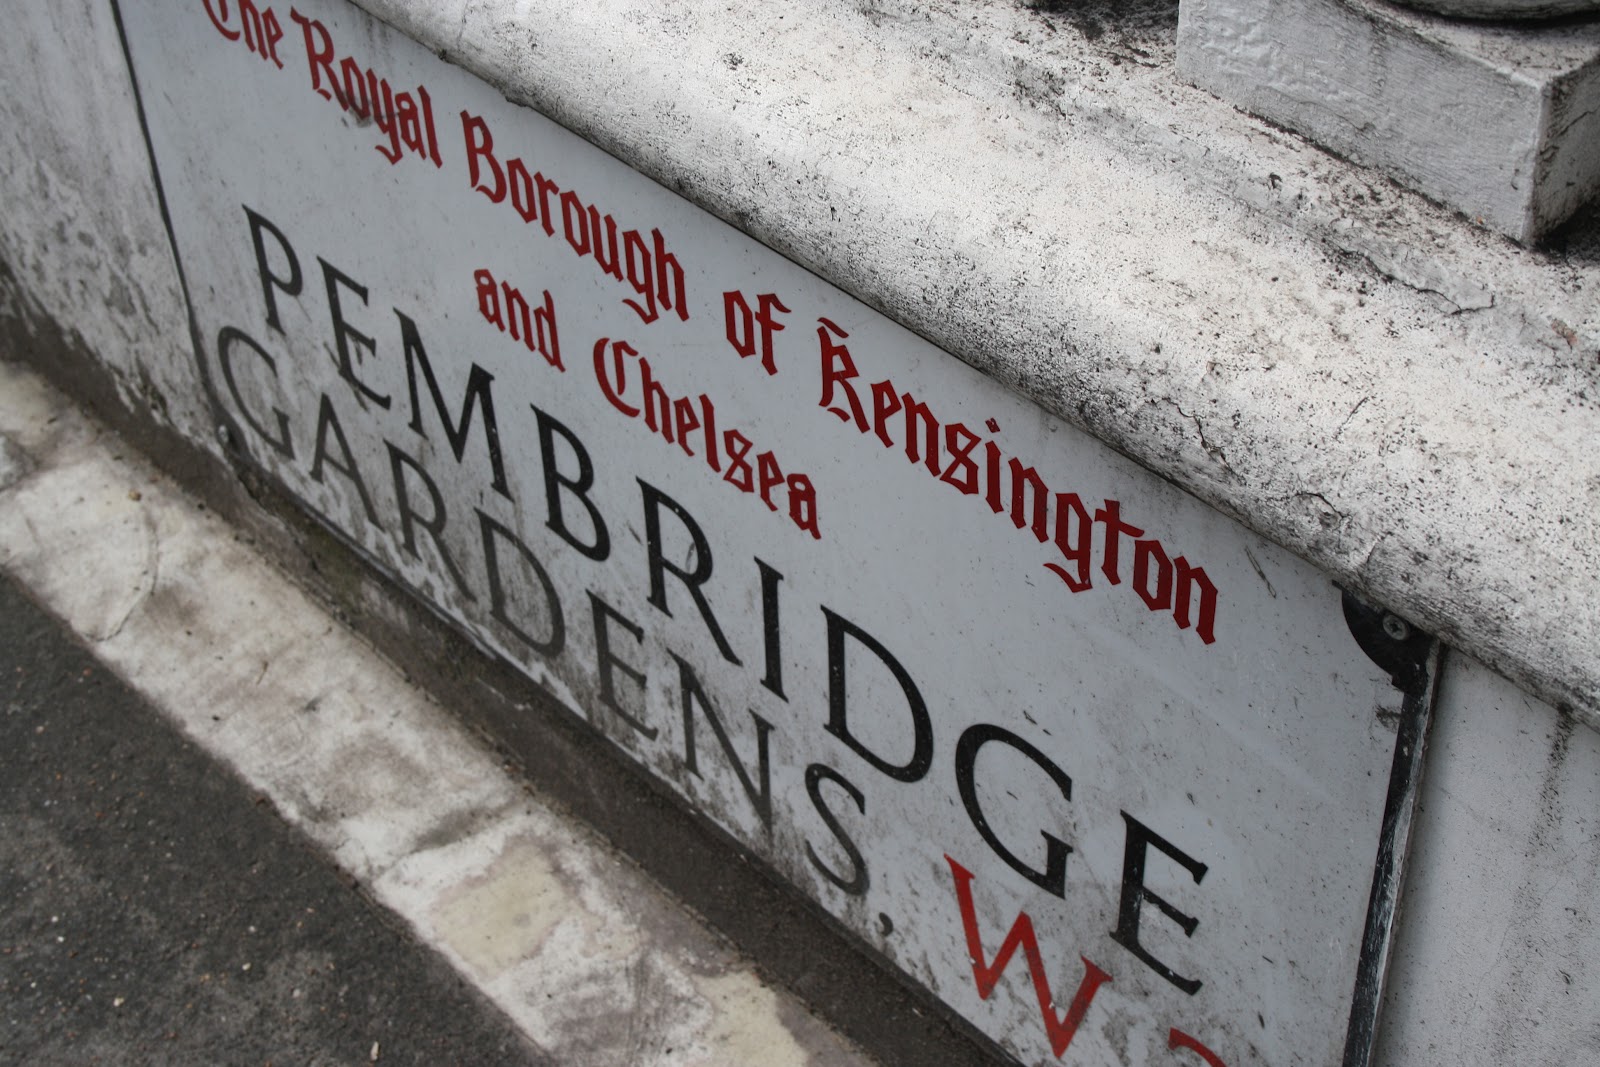 The Royal Borough of Kensington
and Chelsea
PEMBRIDGE
GARDENS, W